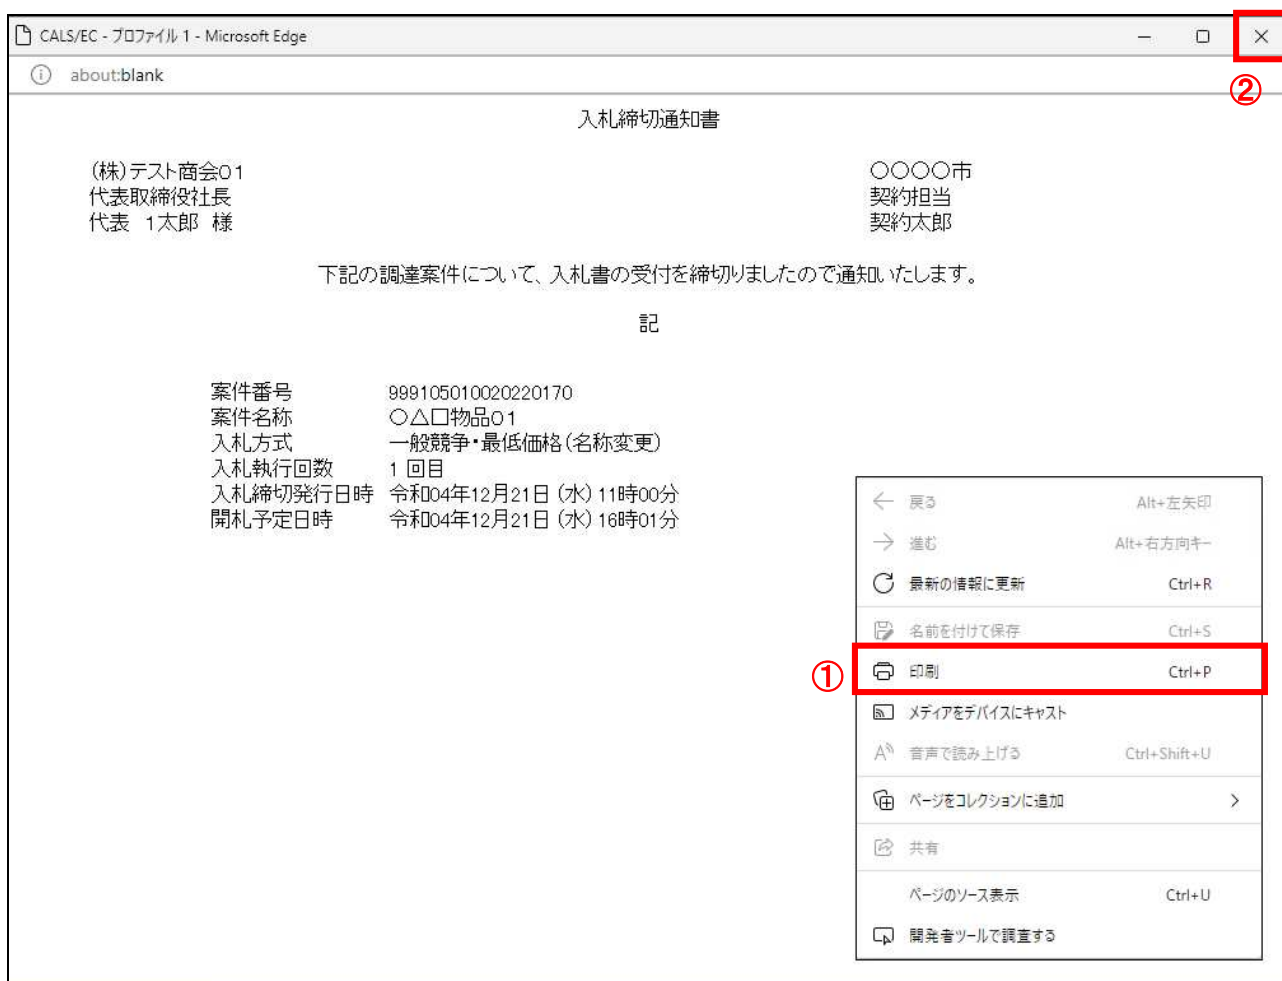 CALS/EC - プロファイル 1 - Microsoft Edge
about:blank
②
入札締切通知書
(株)テスト商会01
代表取締役社長
代表 1太郎 様
○○○○市
契約担当
契約太郎
下記の調達案件について、入札書の受付を締切りましたので通知いたします。
記
案件番号 999105010020220170
案件名称 ○△□物品01
入札方式 一般競争・最低価格(名称変更)
入札執行回数 1 回目
入札締切発行日時 令和04年12月21日 (水) 11時00分
開札予定日時 令和04年12月21日 (水) 16時01分
戻る Alt+左矢印
進む Alt+右方向キー
最新の情報に更新 Ctrl+R
名前を付けて保存 Ctrl+S
① 印刷 Ctrl+P
メディアをデバイスにキャスト
音声で読み上げる Ctrl+Shift+U
ページをコレクションに追加
共有
ページのソース表示 Ctrl+U
開発者ツールで調査する